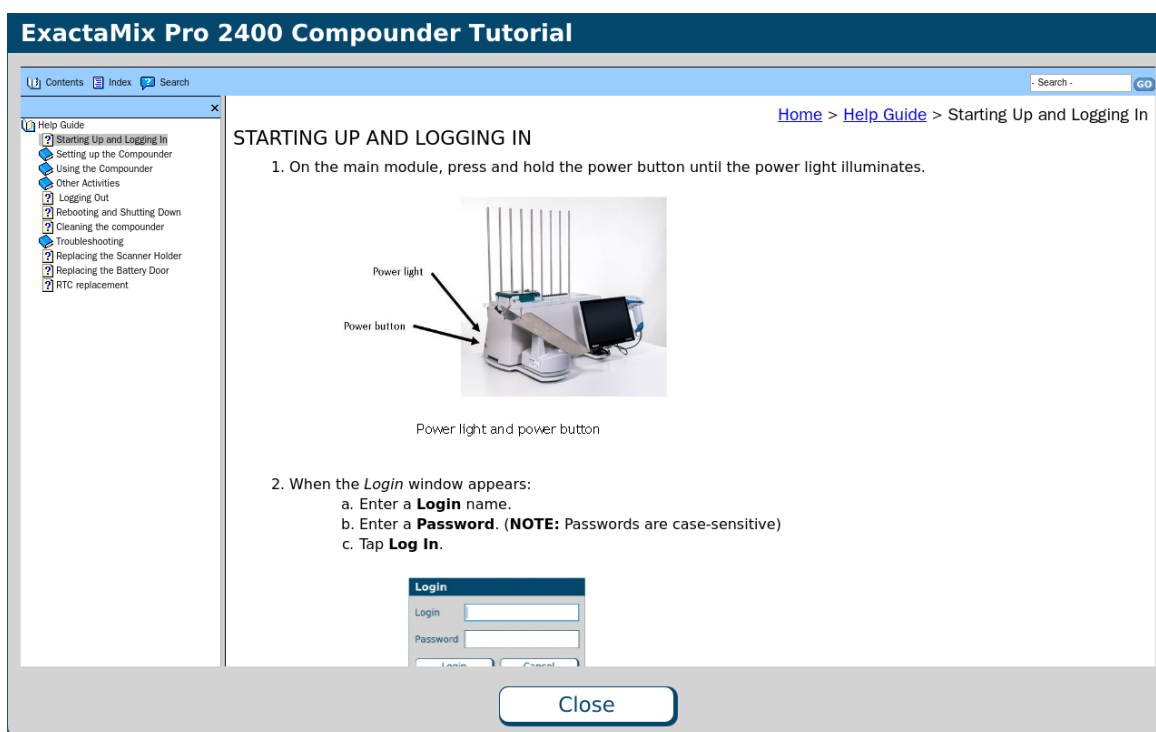 ExactaMix Pro 2400 Compounder Tutorial
Contents Index Search
- Search -
GO
×
Help Guide
Starting Up and Logging In
Setting up the Compounder
Using the Compounder
Other Activities
Logging Out
Rebooting and Shutting Down
Cleaning the compounder
Troubleshooting
Replacing the Scanner Holder
Replacing the Battery Door
RTC replacement
Home > Help Guide > Starting Up and Logging In
STARTING UP AND LOGGING IN
1. On the main module, press and hold the power button until the power light illuminates.
Power light
Power button
Power light and power button
2. When the Login window appears:
a. Enter a Login name.
b. Enter a Password. (NOTE: Passwords are case-sensitive)
c. Tap Log In.
Login
Login
Password
Login Cancel
Close